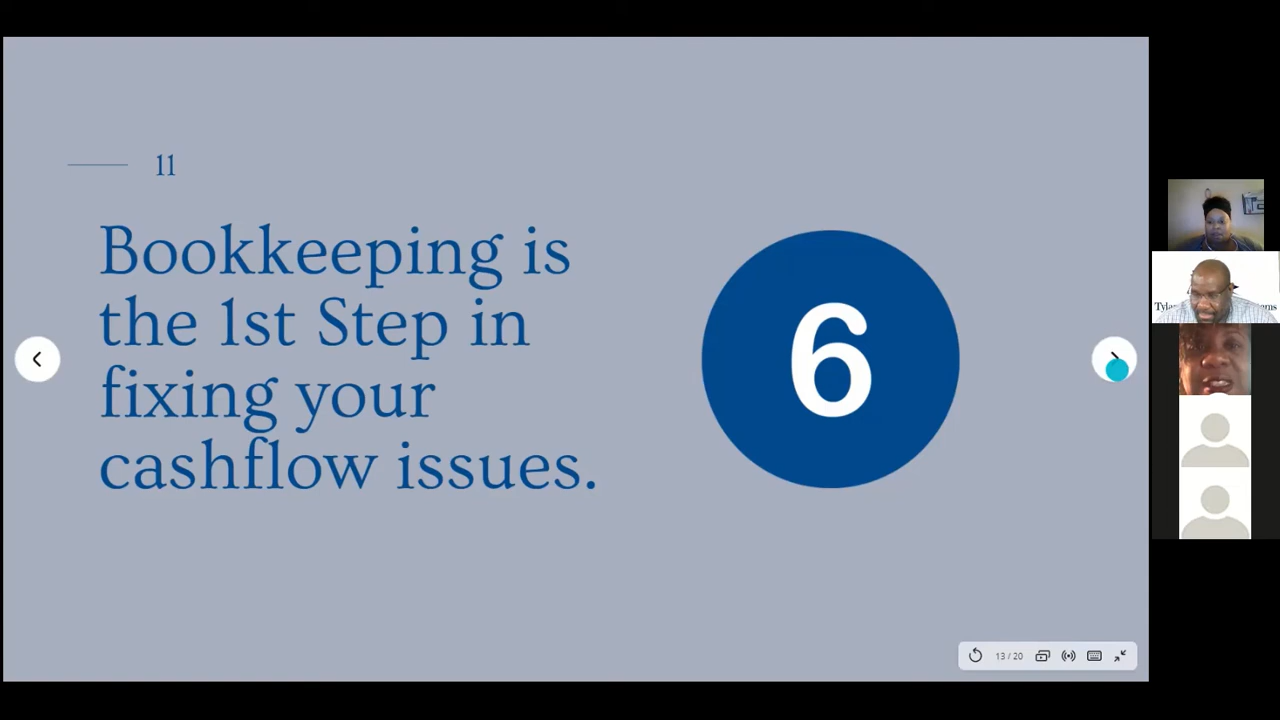 11
Bookkeeping is
the 1st Step in
fixing your
cashflow issues.
6
13 / 20